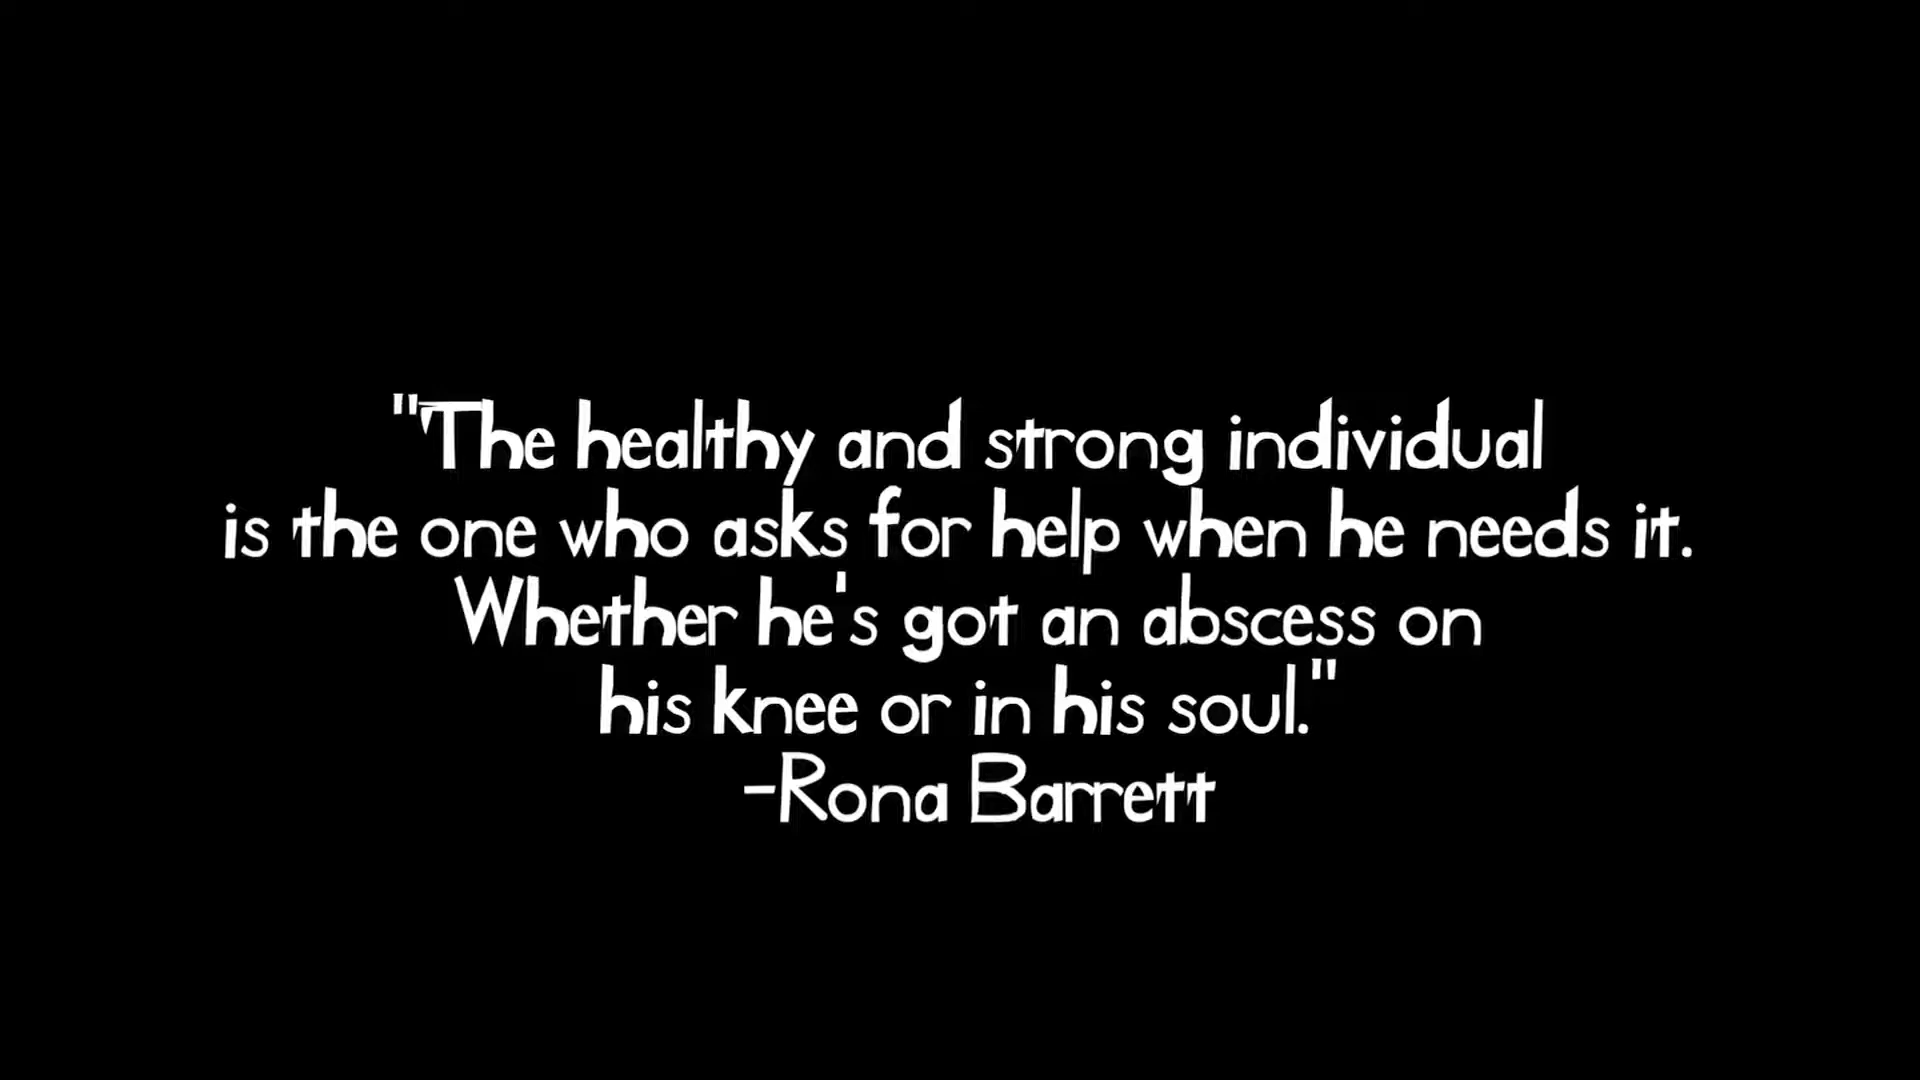 "The healthy and strong individual
is the one who asks for help when he needs it.
Whether he's got an abscess on
his knee or in his soul."
-Rona Barrett